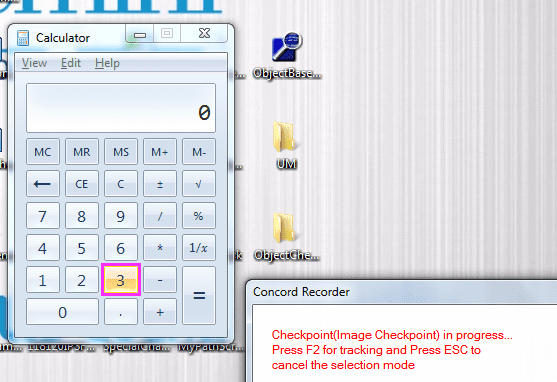 Calculator
View Edit Help
0
MC MR MS M+ M-
← CE C ± √
7 8 9 / %
4 5 6 * 1/x
1 2 3 - =
0 . +
ObjectBase...
UM
ObjectChe...
Concord Recorder
Checkpoint(Image Checkpoint) in progress...
Press F2 for tracking and Press ESC to
cancel the selection mode